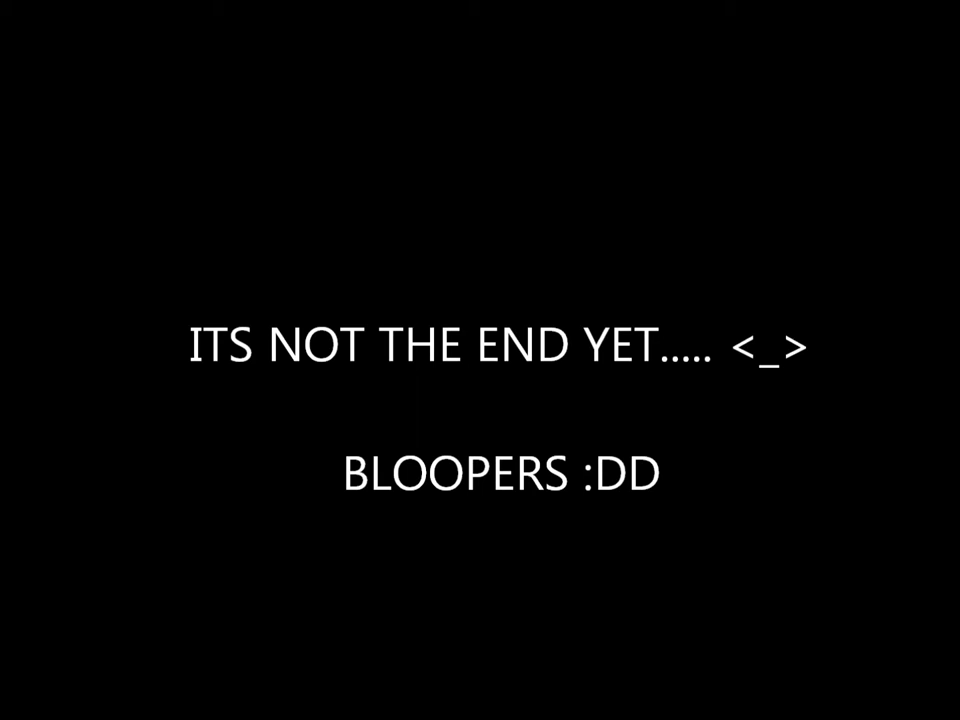 ITS NOT THE END YET..... <_>
BLOOPERS :DD